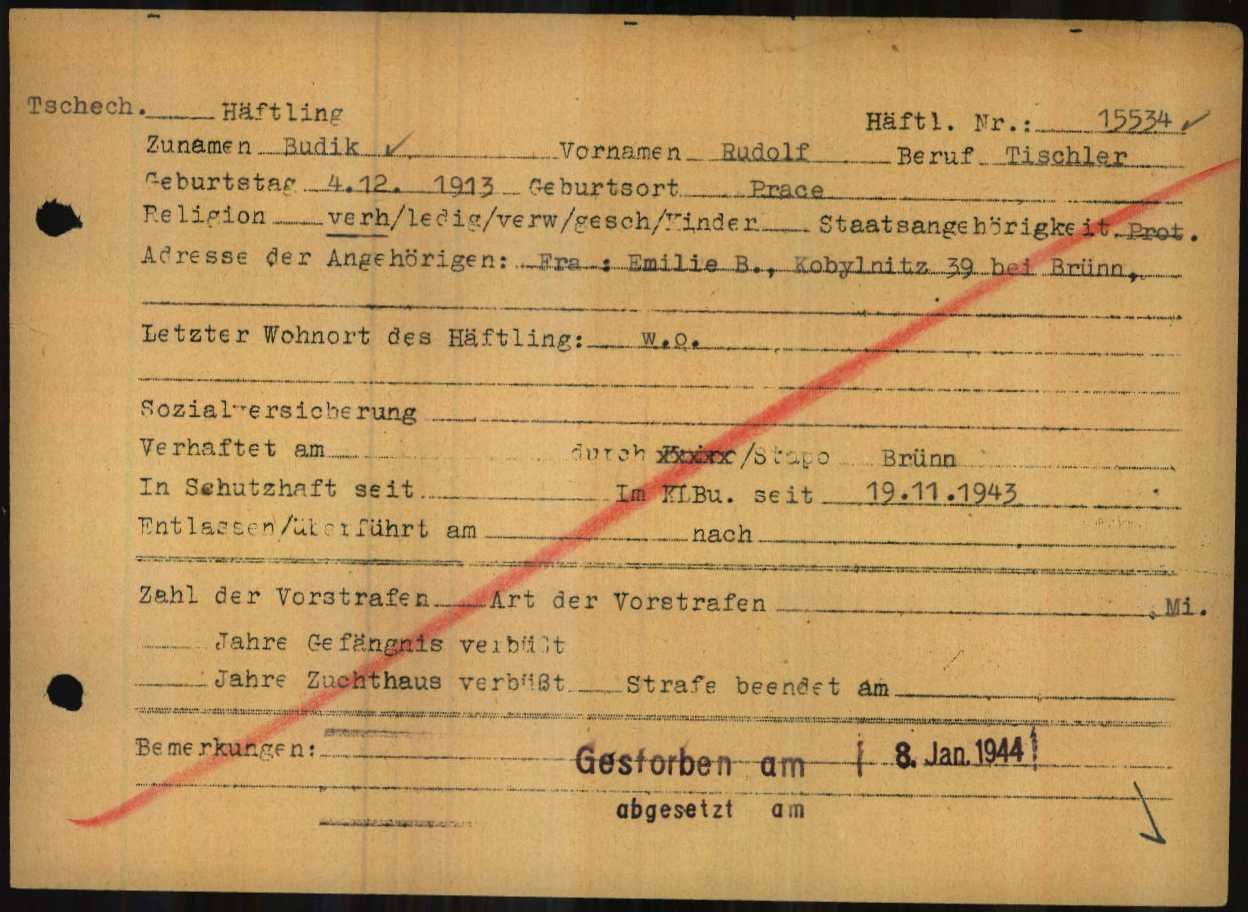 Tschech. Häftling Häftl. Nr.: 15534
Zunamen Budik Vornamen Rudolf Beruf Tischler
Geburtstag 4.12. 1913 Geburtsort Prace
Religion verh/ledig/verw/gesch/Kinder Staatsangehörigkeit Prot.
Adresse der Angehörigen: Fra : Emilie B., Kobylnitz 39 bei Brünn,
Letzter Wohnort des Häftling: w.o.
Sozialversicherung
Verhaftet am durch /Stapo Brünn
In Schutzhaft seit Im KLBu. seit 19.11.1943
Entlassen/überführt am nach
Zahl der Vorstrafen Art der Vorstrafen , Mi.
Jahre Gefängnis verbüßt
Jahre Zuchthaus verbüßt Strafe beendet am
Bemerkungen: Gestorben am 8. Jan. 1944
abgesetzt am